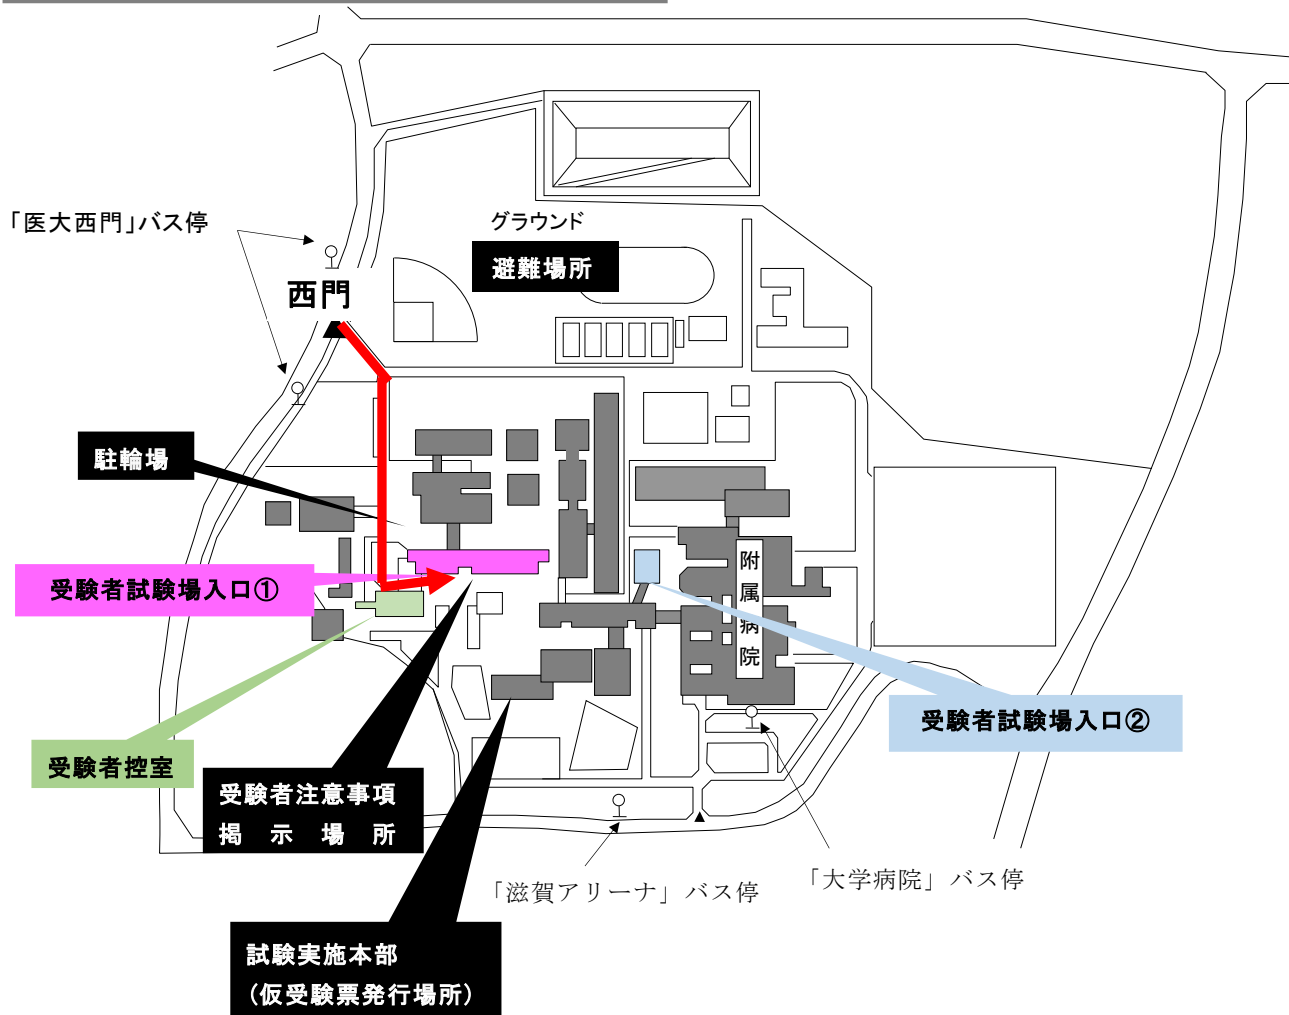 「医大西門」バス停
グラウンド
避難場所
西門
駐輪場
附属病院
受験者試験場入口①
受験者試験場入口②
受験者控室
受験者注意事項
掲示場所
「滋賀アリーナ」バス停
「大学病院」バス停
試験実施本部
(仮受験票発行場所)